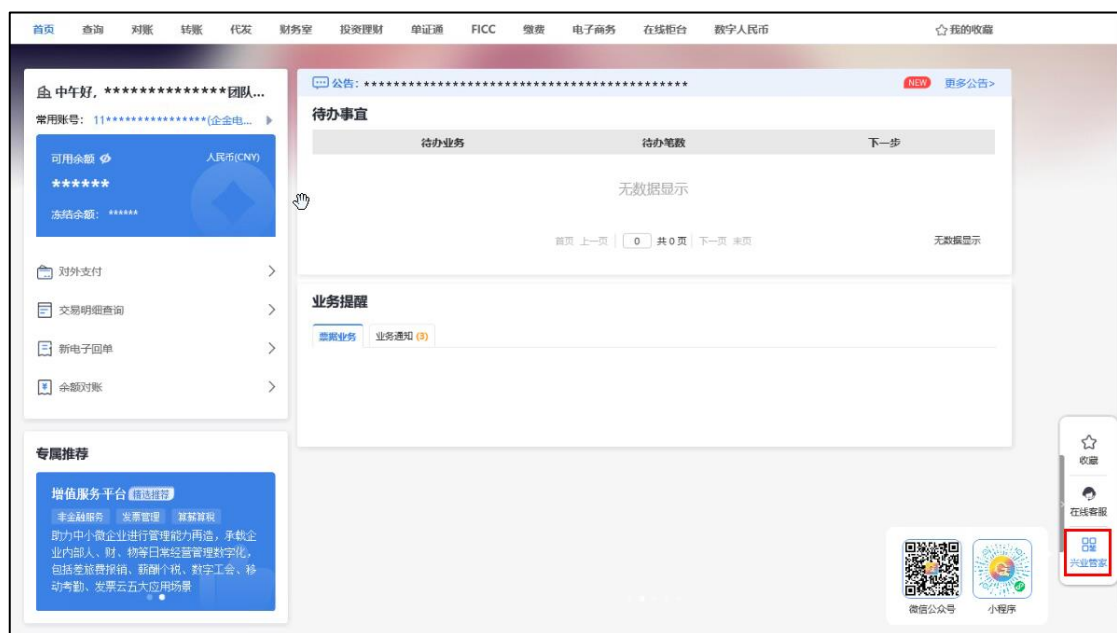 首页 查询 对账 转账 代发 财务室 投资理财 单证通 FICC 缴费 电子商务 在线柜台 数字人民币 我的收藏
中午好, **************团队...
常用账号: 11****************(企金电...
可用余额 人民币(CNY)
******
冻结余额: ******
对外支付
交易明细查询
新电子回单
余额对账
专属推荐
增值服务平台 精选推荐
非金融服务 发票管理 算薪算税
助力中小微企业进行管理能力再造，承载企
业内部人、财、物等日常经营管理数字化，
包括差旅费报销、薪酬个税、数字工会、移
动考勤、发票云五大应用场景
公告: ******************************************** NEW 更多公告>
待办事宜
待办业务 待办笔数 下一步
无数据显示
首页 上一页 0 共 0 页 下一页 末页 无数据显示
业务提醒
票据业务 业务通知 (3)
收藏
在线客服
兴业管家
微信公众号 小程序